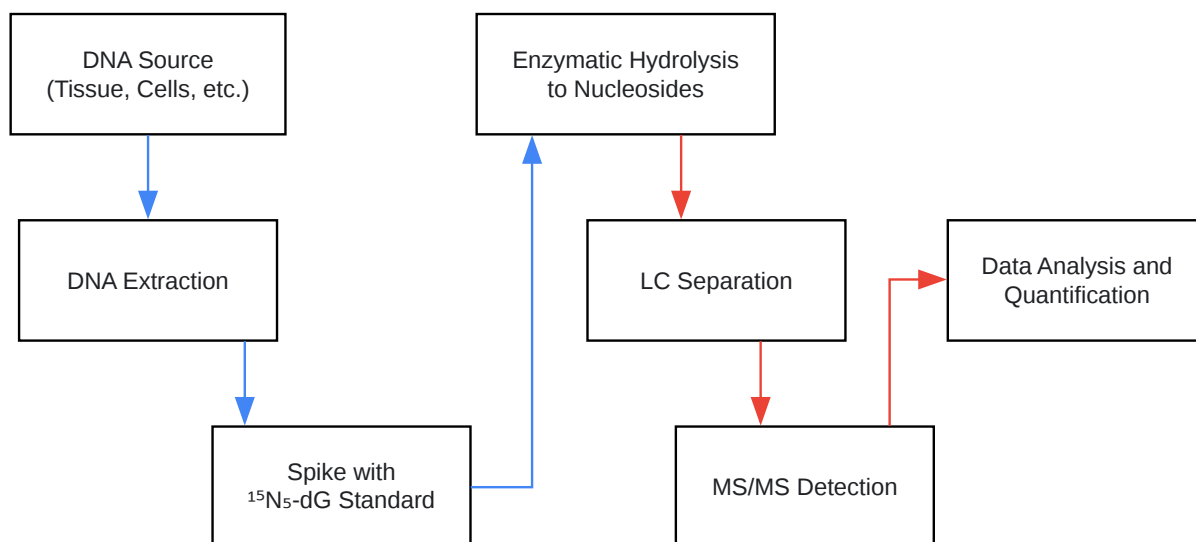 DNA Source
(Tissue, Cells, etc.)
DNA Extraction
Spike with
¹⁵N₅-dG Standard
Enzymatic Hydrolysis
to Nucleosides
LC Separation
MS/MS Detection
Data Analysis and
Quantification